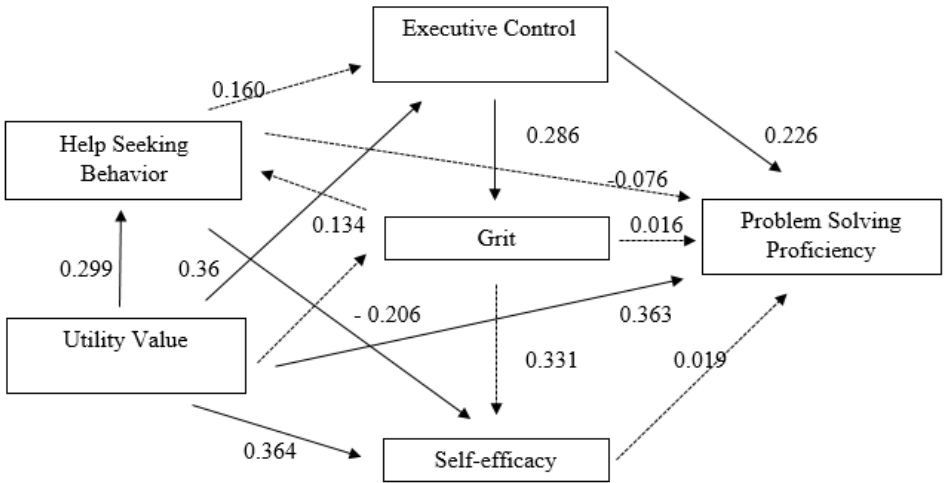 Executive Control
0.160
Help Seeking
Behavior
0.286
0.226
-0.076
0.134
Grit
0.016
Problem Solving
Proficiency
0.299
0.36
- 0.206
0.363
Utility Value
0.331
0.019
0.364
Self-efficacy